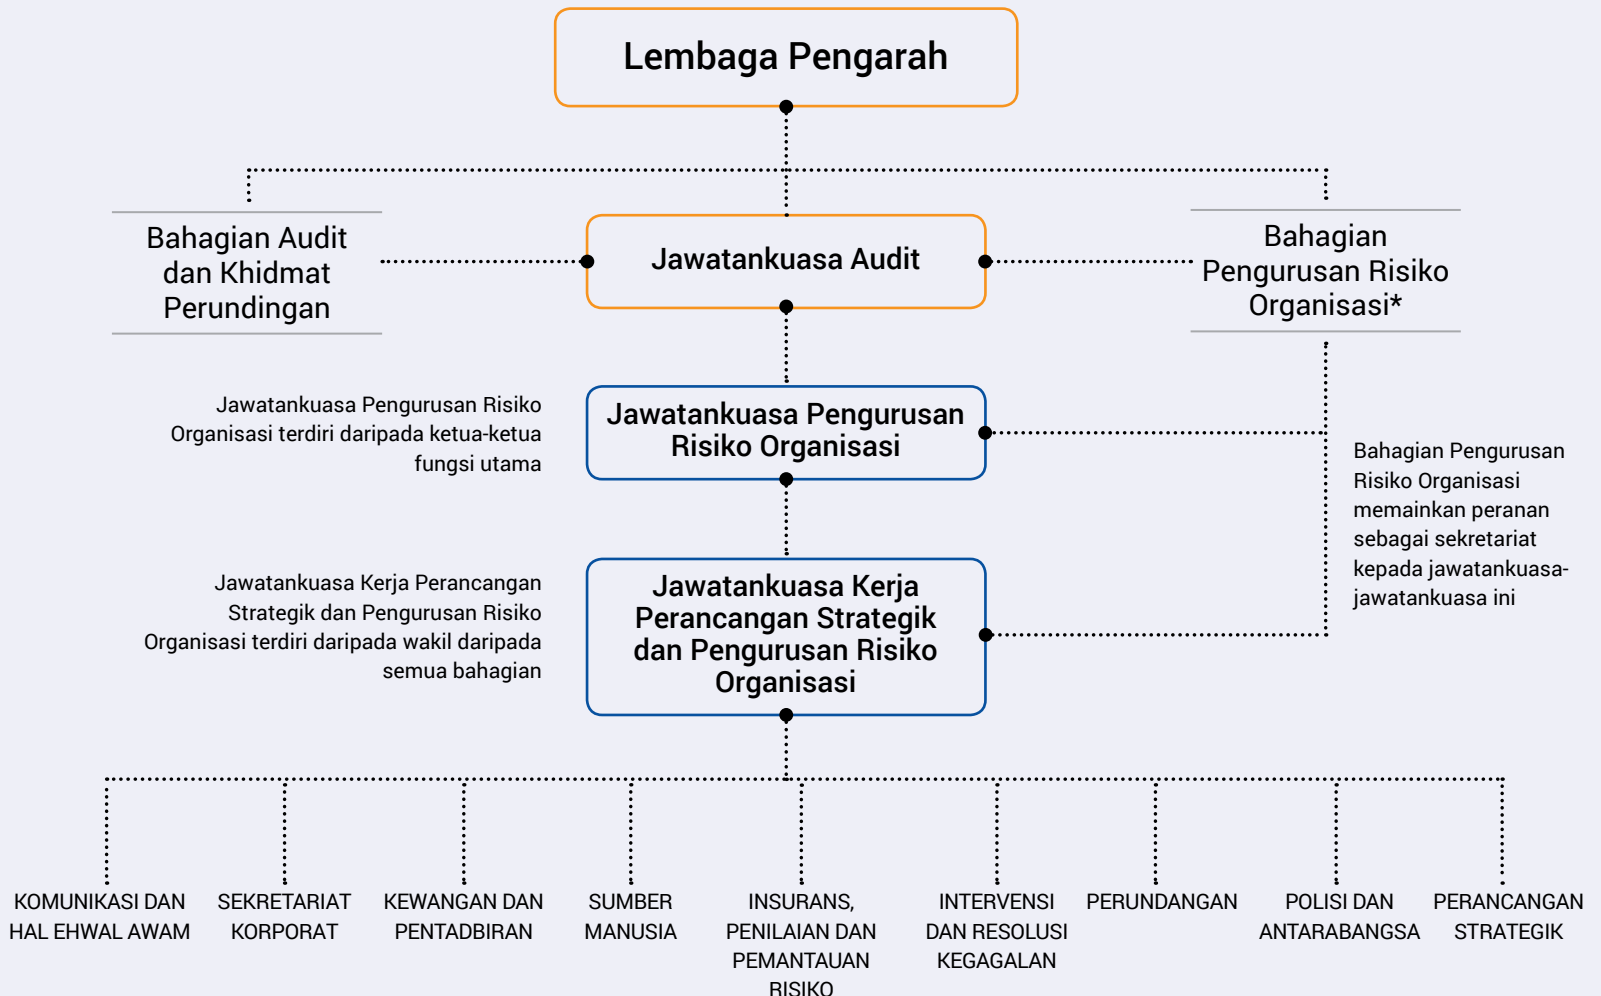 Lembaga Pengarah
Bahagian Audit
dan Khidmat
Perundingan
Jawatankuasa Audit
Bahagian
Pengurusan Risiko
Organisasi*
Jawatankuasa Pengurusan Risiko
Organisasi terdiri daripada ketua-ketua
fungsi utama
Jawatankuasa Pengurusan
Risiko Organisasi
Bahagian Pengurusan
Risiko Organisasi
memainkan peranan
sebagai sekretariat
kepada jawatankuasa-
jawatankuasa ini
Jawatankuasa Kerja Perancangan
Strategik dan Pengurusan Risiko
Organisasi terdiri daripada wakil daripada
semua bahagian
Jawatankuasa Kerja
Perancangan Strategik
dan Pengurusan Risiko
Organisasi
KOMUNIKASI DAN
HAL EHWAL AWAM
SEKRETARIAT
KORPORAT
KEWANGAN DAN
PENTADBIRAN
SUMBER
MANUSIA
INSURANS,
PENILAIAN DAN
PEMANTAUAN
RISIKO
INTERVENSI
DAN RESOLUSI
KEGAGALAN
PERUNDANGAN
POLISI DAN
ANTARABANGSA
PERANCANGAN
STRATEGIK